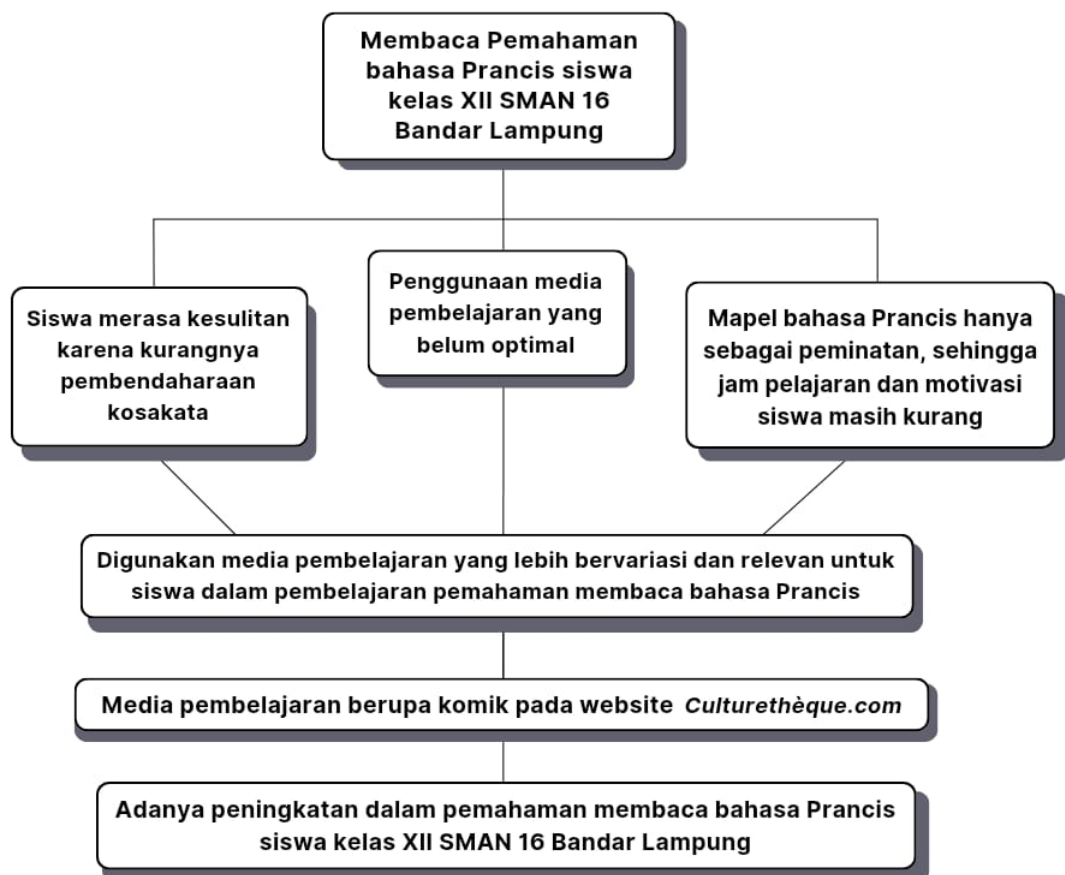 Membaca Pemahaman
bahasa Prancis siswa
kelas XII SMAN 16
Bandar Lampung
Siswa merasa kesulitan
karena kurangnya
pembendaharaan
kosakata
Penggunaan media
pembelajaran yang
belum optimal
Mapel bahasa Prancis hanya
sebagai peminatan, sehingga
jam pelajaran dan motivasi
siswa masih kurang
Digunakan media pembelajaran yang lebih bervariasi dan relevan untuk
siswa dalam pembelajaran pemahaman membaca bahasa Prancis
Media pembelajaran berupa komik pada website Culturethèque.com
Adanya peningkatan dalam pemahaman membaca bahasa Prancis
siswa kelas XII SMAN 16 Bandar Lampung